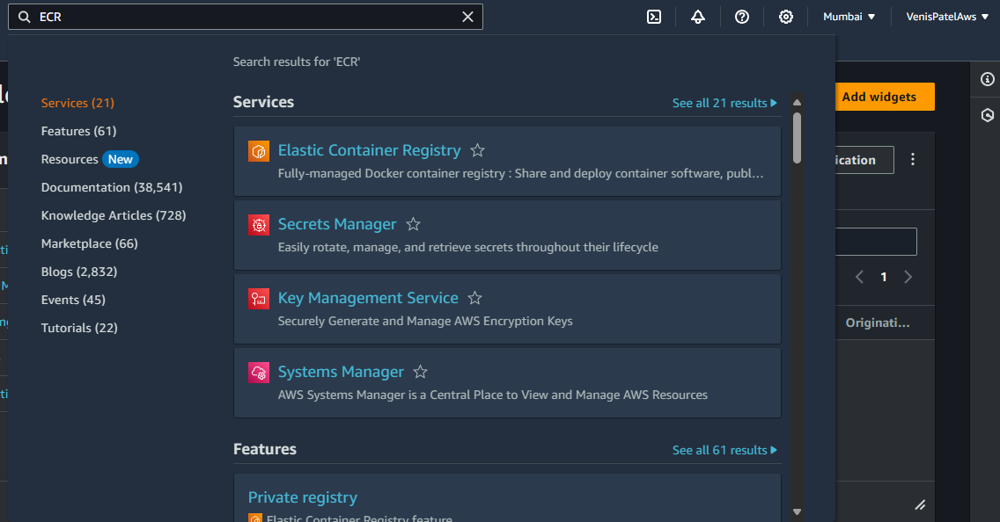 ECR
Mumbai
VenisPatelAws
Search results for 'ECR'
Services (21)
Features (61)
Resources New
Documentation (38,541)
Knowledge Articles (728)
Marketplace (66)
Blogs (2,832)
Events (45)
Tutorials (22)
Services
See all 21 results
Elastic Container Registry
Fully-managed Docker container registry : Share and deploy container software, publ…
Secrets Manager
Easily rotate, manage, and retrieve secrets throughout their lifecycle
Key Management Service
Securely Generate and Manage AWS Encryption Keys
Systems Manager
AWS Systems Manager is a Central Place to View and Manage AWS Resources
Features
See all 61 results
Private registry
Elastic Container Registry feature
Add widgets
ication
1
Originati…